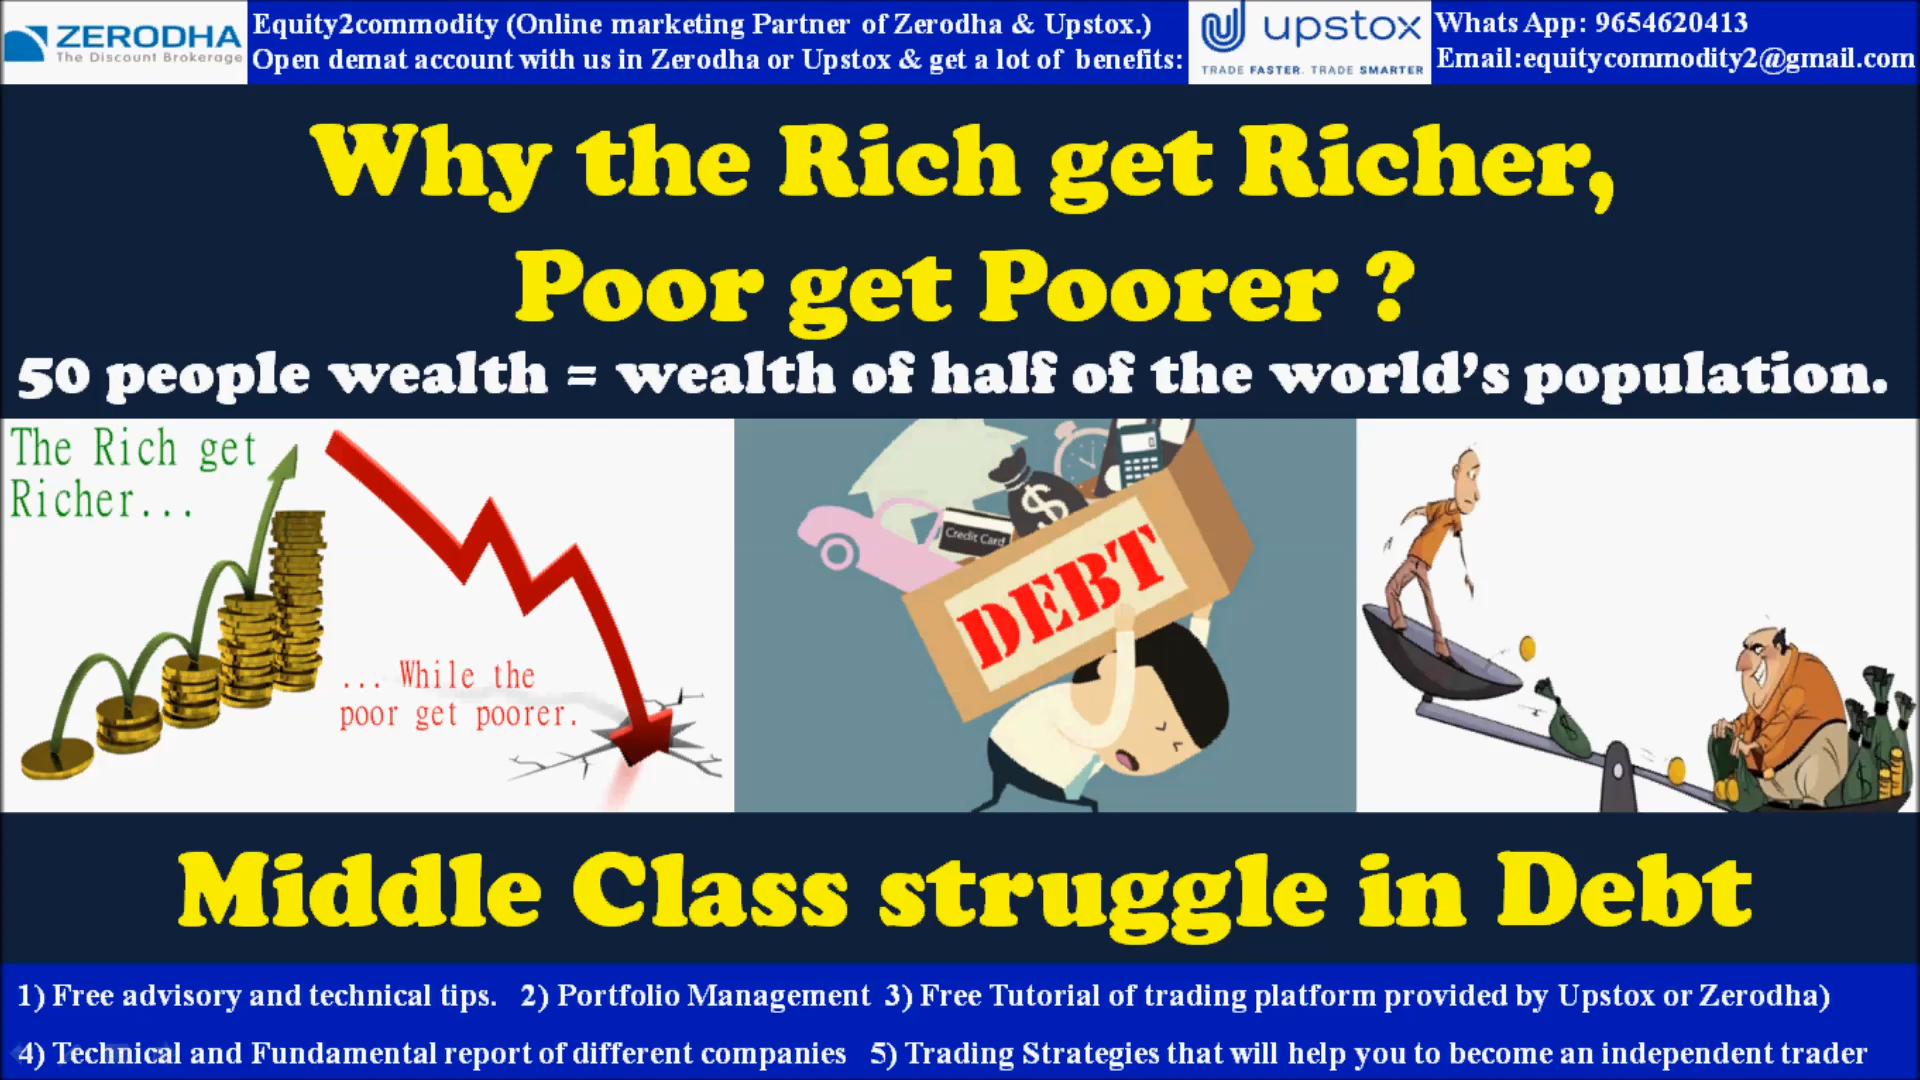 ZERODHA
The Discount Brokerage
Equity2commodity (Online marketing Partner of Zerodha & Upstox.)
Open demat account with us in Zerodha or Upstox & get a lot of benefits:
upstox
TRADE FASTER. TRADE SMARTER
Whats App: 9654620413
Email:equitycommodity2@gmail.com
Why the Rich get Richer,
Poor get Poorer ?
50 people wealth = wealth of half of the world's population.
The Rich get
Richer...
... While the
poor get poorer.
Credit Card
$
DEBT
Middle Class struggle in Debt
1) Free advisory and technical tips. 2) Portfolio Management 3) Free Tutorial of trading platform provided by Upstox or Zerodha)
4) Technical and Fundamental report of different companies 5) Trading Strategies that will help you to become an independent trader